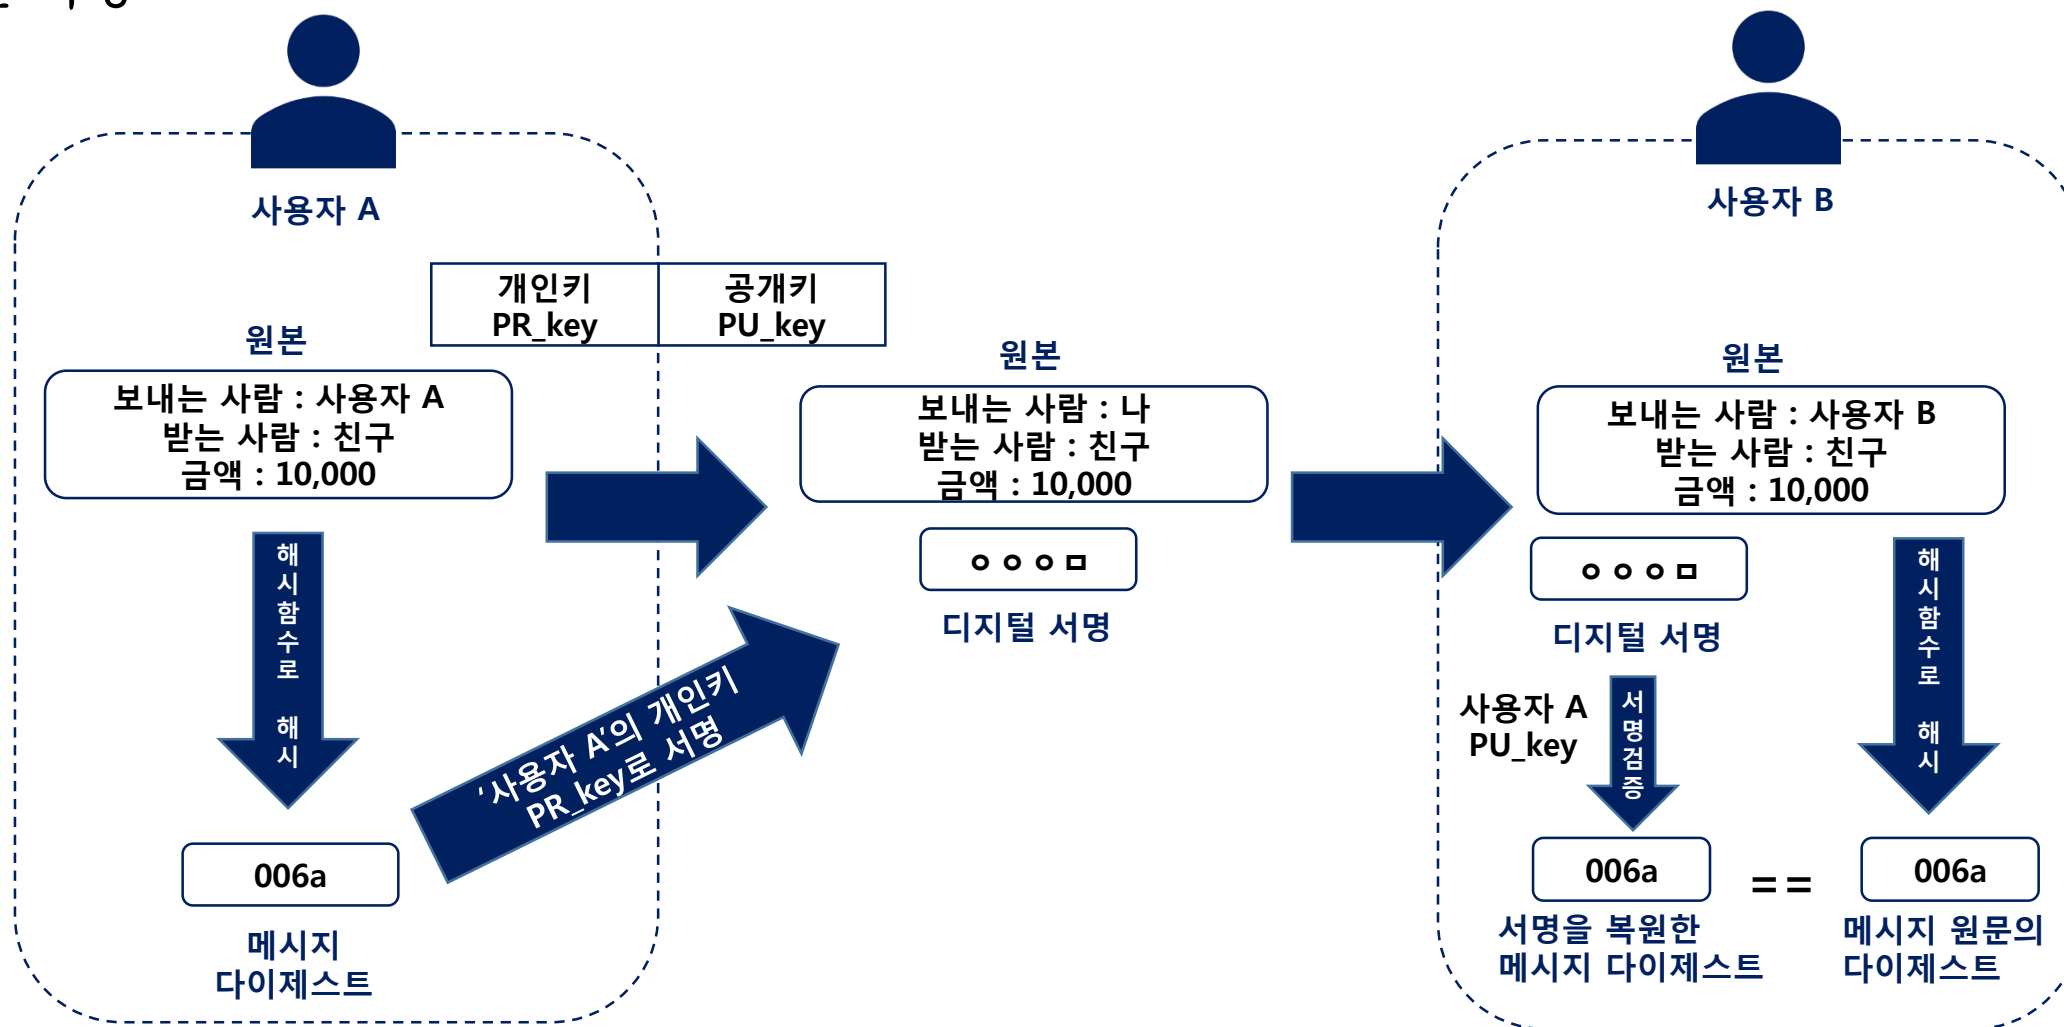 사용자 A
개인키
PR_key
공개키
PU_key
원본
보내는 사람 : 사용자 A
받는 사람 : 친구
금액 : 10,000
해시함수로 해시
006a
메시지
다이제스트
'사용자 A'의 개인키
PR_key로 서명
원본
보내는 사람 : 나
받는 사람 : 친구
금액 : 10,000
ㅇㅇㅇㅁ
디지털 서명
사용자 B
원본
보내는 사람 : 사용자 B
받는 사람 : 친구
금액 : 10,000
ㅇㅇㅇㅁ
디지털 서명
사용자 A
PU_key
서명검증
해시함수로 해시
006a
==
006a
서명을 복원한
메시지 다이제스트
메시지 원문의
다이제스트